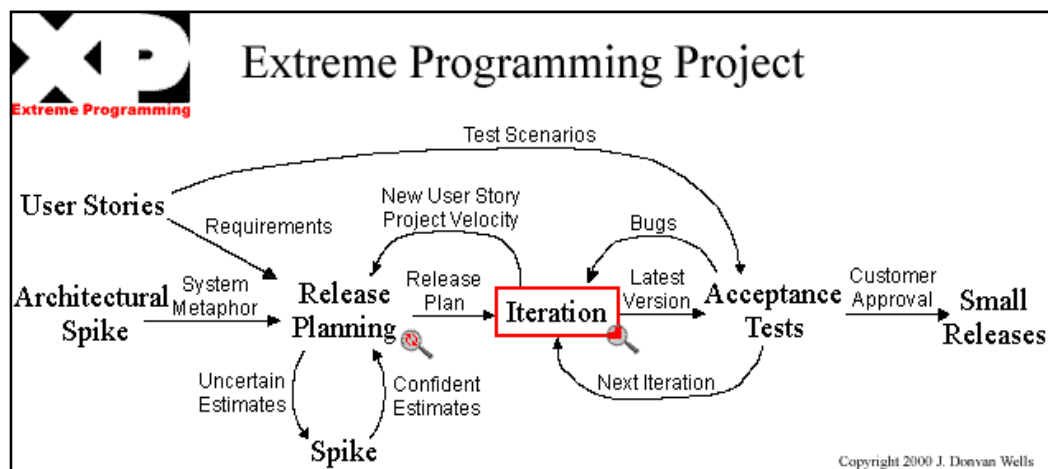 XP
Extreme Programming
Extreme Programming Project
Test Scenarios
User Stories
New User Story
Project Velocity
Requirements
Bugs
Architectural
Spike
System
Metaphor
Release
Planning
Release
Plan
Iteration
Latest
Version
Acceptance
Tests
Customer
Approval
Small
Releases
Uncertain
Estimates
Confident
Estimates
Next Iteration
Spike
Copyright 2000 J. Donvan Wells